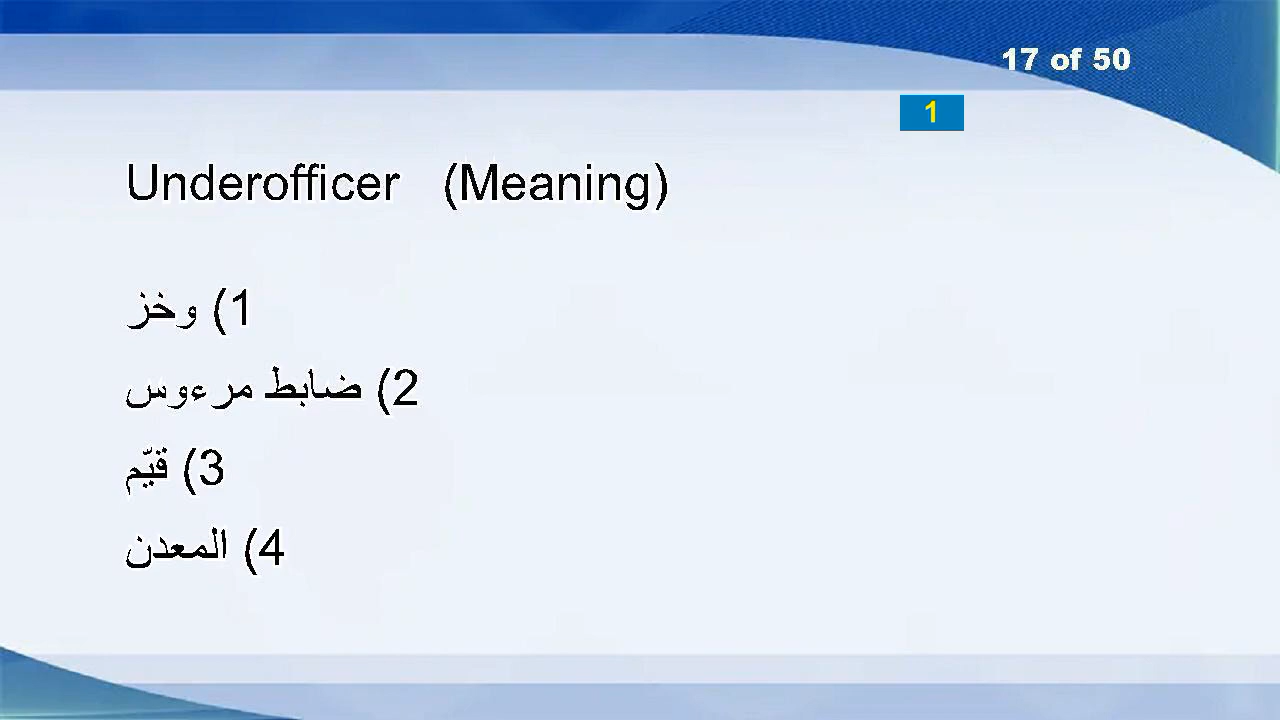 17 of 50
1
Underofficer (Meaning)
1) وخز
2) ضابط مرءوس
3) قيّم
4) المعدن